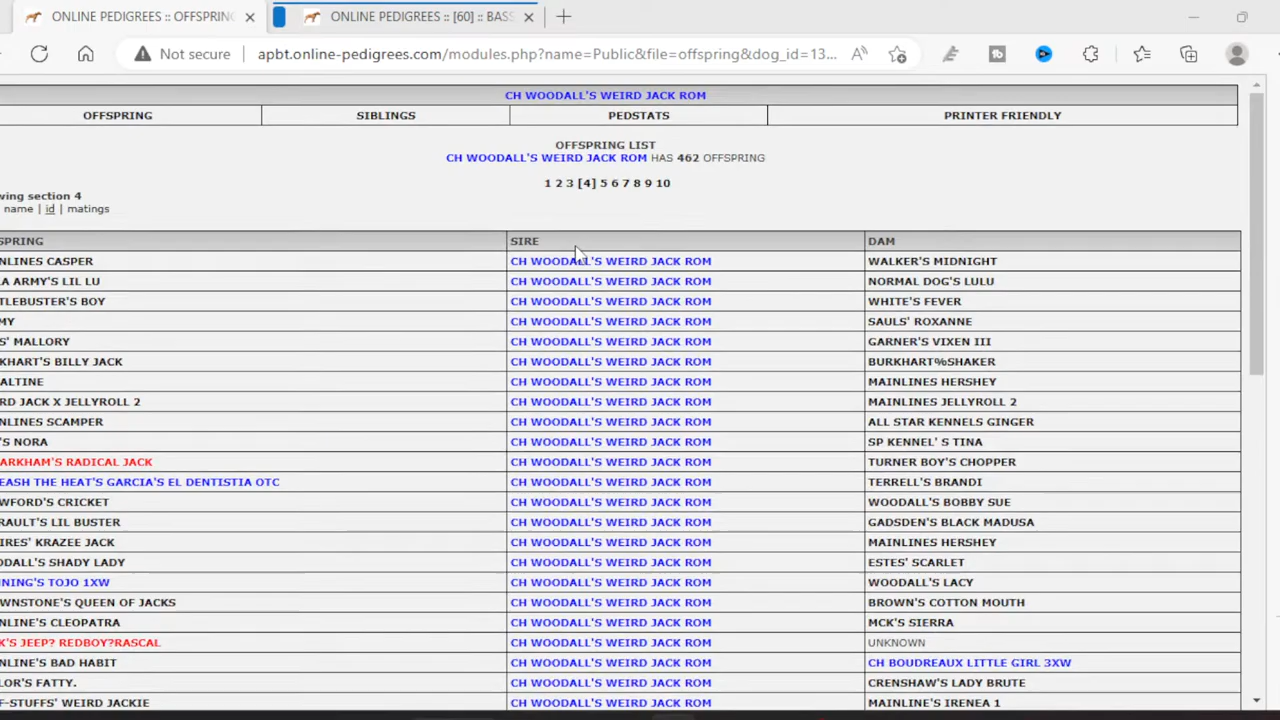 ONLINE PEDIGREES :: OFFSPRING
ONLINE PEDIGREES :: [60] :: BASS
Not secure apbt.online-pedigrees.com/modules.php?name=Public&file=offspring&dog_id=13...
CH WOODALL'S WEIRD JACK ROM
OFFSPRING SIBLINGS PEDSTATS PRINTER FRIENDLY
OFFSPRING LIST
CH WOODALL'S WEIRD JACK ROM HAS 462 OFFSPRING
1 2 3 [4] 5 6 7 8 9 10
wing section 4
name | id | matings
SPRING SIRE DAM
NLINES CASPER CH WOODALL'S WEIRD JACK ROM WALKER'S MIDNIGHT
A ARMY'S LIL LU CH WOODALL'S WEIRD JACK ROM NORMAL DOG'S LULU
TLEBUSTER'S BOY CH WOODALL'S WEIRD JACK ROM WHITE'S FEVER
MY CH WOODALL'S WEIRD JACK ROM SAULS' ROXANNE
S' MALLORY CH WOODALL'S WEIRD JACK ROM GARNER'S VIXEN III
KHART'S BILLY JACK CH WOODALL'S WEIRD JACK ROM BURKHART%SHAKER
ALTINE CH WOODALL'S WEIRD JACK ROM MAINLINES HERSHEY
RD JACK X JELLYROLL 2 CH WOODALL'S WEIRD JACK ROM MAINLINES JELLYROLL 2
NLINES SCAMPER CH WOODALL'S WEIRD JACK ROM ALL STAR KENNELS GINGER
'S NORA CH WOODALL'S WEIRD JACK ROM SP KENNEL' S TINA
ARKHAM'S RADICAL JACK CH WOODALL'S WEIRD JACK ROM TURNER BOY'S CHOPPER
EASH THE HEAT'S GARCIA'S EL DENTISTIA OTC CH WOODALL'S WEIRD JACK ROM TERRELL'S BRANDI
WFORD'S CRICKET CH WOODALL'S WEIRD JACK ROM WOODALL'S BOBBY SUE
RAULT'S LIL BUSTER CH WOODALL'S WEIRD JACK ROM GADSDEN'S BLACK MADUSA
IRES' KRAZEE JACK CH WOODALL'S WEIRD JACK ROM MAINLINES HERSHEY
ODALL'S SHADY LADY CH WOODALL'S WEIRD JACK ROM ESTES' SCARLET
NING'S TOJO 1XW CH WOODALL'S WEIRD JACK ROM WOODALL'S LACY
WNSTONE'S QUEEN OF JACKS CH WOODALL'S WEIRD JACK ROM BROWN'S COTTON MOUTH
NLINE'S CLEOPATRA CH WOODALL'S WEIRD JACK ROM MCK'S SIERRA
K'S JEEP? REDBOY?RASCAL CH WOODALL'S WEIRD JACK ROM UNKNOWN
NLINE'S BAD HABIT CH WOODALL'S WEIRD JACK ROM CH BOUDREAUX LITTLE GIRL 3XW
LOR'S FATTY. CH WOODALL'S WEIRD JACK ROM CRENSHAW'S LADY BRUTE
F-STUFFS' WEIRD JACKIE CH WOODALL'S WEIRD JACK ROM MAINLINE'S IRENEA 1